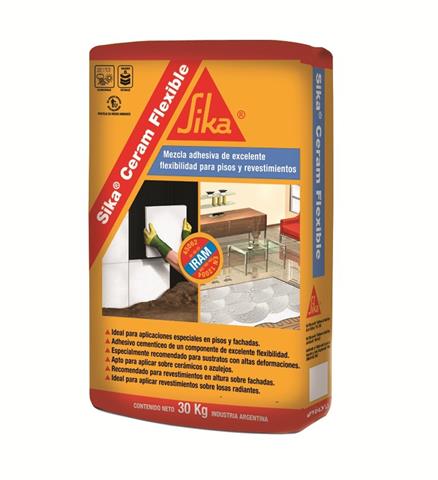 Sika®
Sika® Ceram Flexible
Mezcla adhesiva de excelente
flexibilidad para pisos y revestimientos
IRAM
45062
▲ Ideal para aplicaciones especiales en pisos y fachadas.
▲ Adhesivo cementíceo de un componente de excelente flexibilidad.
▲ Especialmente recomendado para sustratos con altas deformaciones.
▲ Apto para aplicar sobre cerámicos o azulejos.
▲ Recomendado para revestimientos en altura sobre fachadas.
▲ Ideal para aplicar revestimientos sobre losas radiantes.
CONTENIDO NETO 30 Kg INDUSTRIA ARGENTINA
Sika® Ceram Flexible
Sika